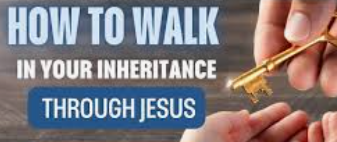 HOW TO WALK
IN YOUR INHERITANCE
THROUGH JESUS